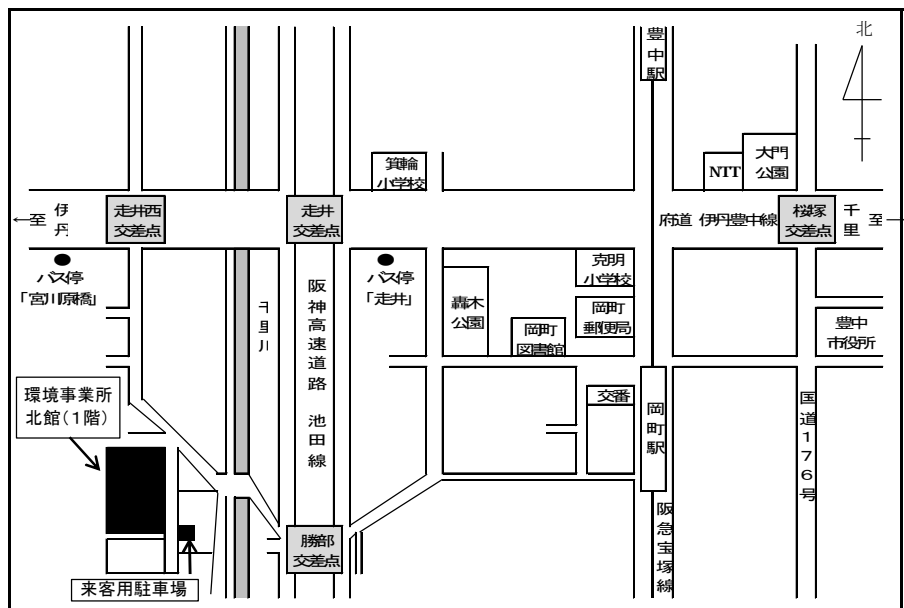 豊中駅
北
箕輪
小学校
NTT
大門
公園
←至
伊丹
走井西
交差点
走井
交差点
府道 伊丹豊中線
桜塚
交差点
千里
至→
バス停
「宮川原橋」
千里川
阪神高速道路 池田線
バス停
「走井」
轟木
公園
克明
小学校
岡町
郵便局
岡町
図書館
豊中
市役所
環境事業所
北館(1階)
交番
岡町駅
国道176号
阪急宝塚線
勝部
交差点
来客用駐車場